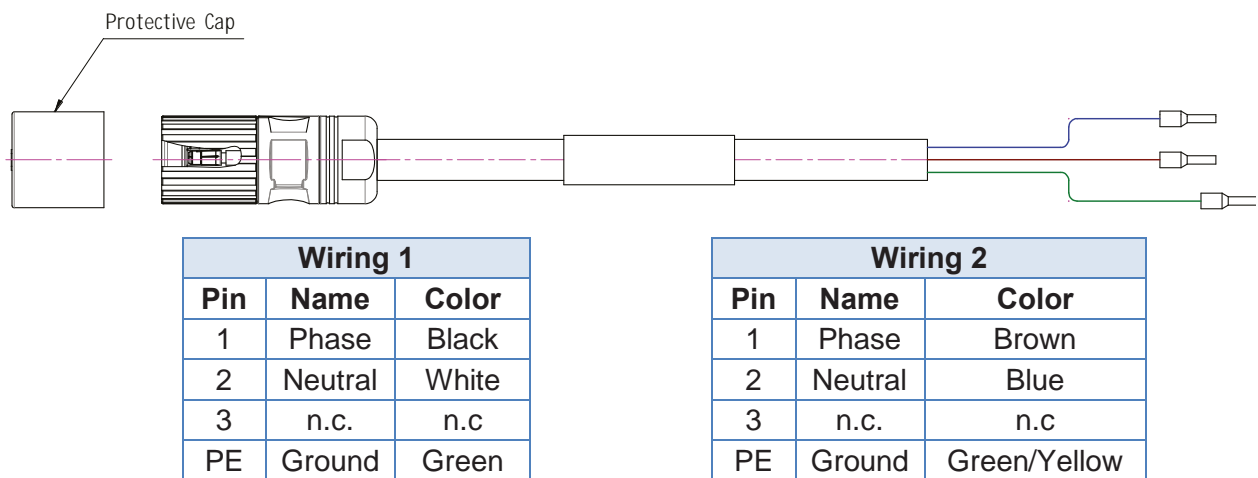 Protective Cap
Wiring 1
Pin Name Color
1 Phase Black
2 Neutral White
3 n.c. n.c
PE Ground Green
Wiring 2
Pin Name Color
1 Phase Brown
2 Neutral Blue
3 n.c. n.c
PE Ground Green/Yellow